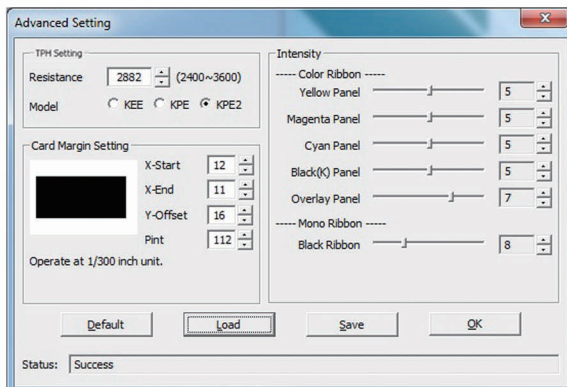 Advanced Setting
TPH Setting
Resistance 2882 (2400~3600)
Model KEE KPE KPE2
Card Margin Setting
X-Start 12
X-End 11
Y-Offset 16
Pint 112
Operate at 1/300 inch unit.
Intensity
----- Color Ribbon -----
Yellow Panel 5
Magenta Panel 5
Cyan Panel 5
Black(K) Panel 5
Overlay Panel 7
----- Mono Ribbon -----
Black Ribbon 8
Default Load Save OK
Status: Success